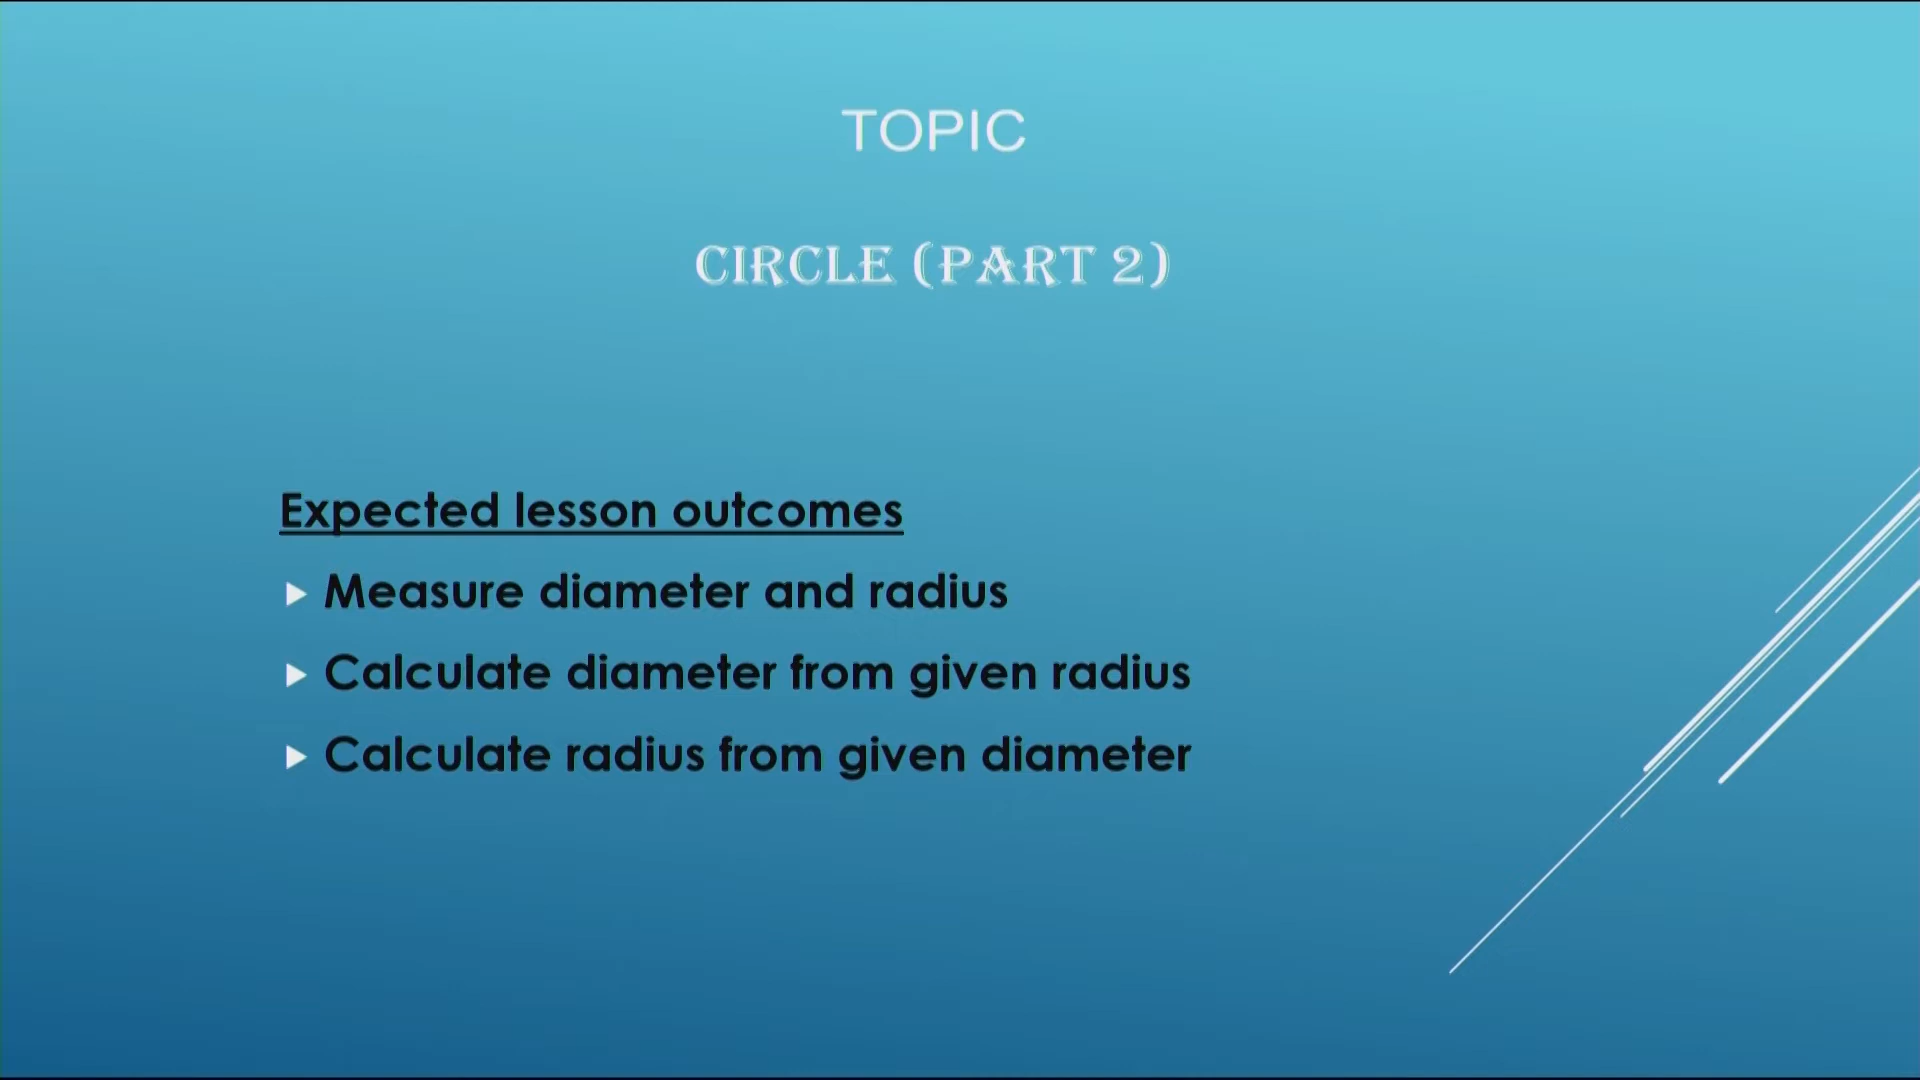 TOPIC
CIRCLE (PART 2)
Expected lesson outcomes
Measure diameter and radius
Calculate diameter from given radius
Calculate radius from given diameter